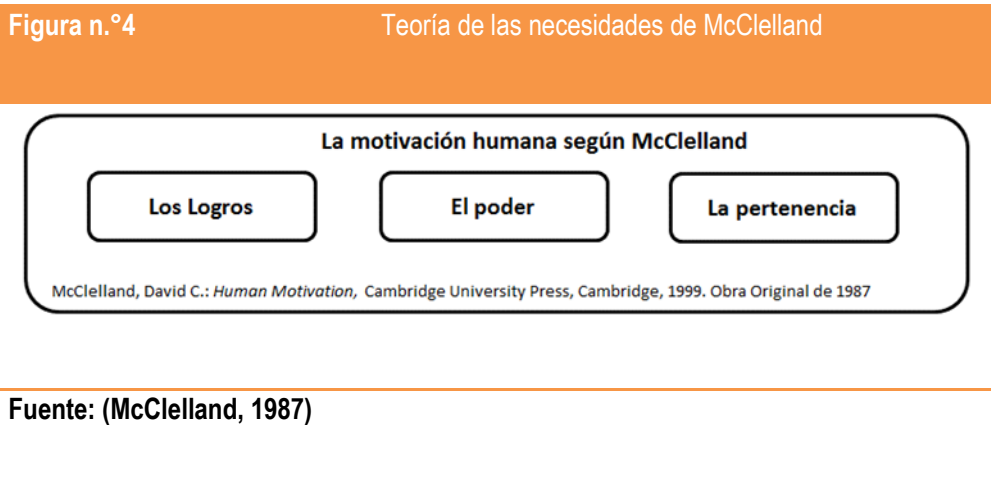 Figura n.°4 Teoría de las necesidades de McClelland
La motivación humana según McClelland
Los Logros El poder La pertenencia
McClelland, David C.: Human Motivation, Cambridge University Press, Cambridge, 1999. Obra Original de 1987
Fuente: (McClelland, 1987)